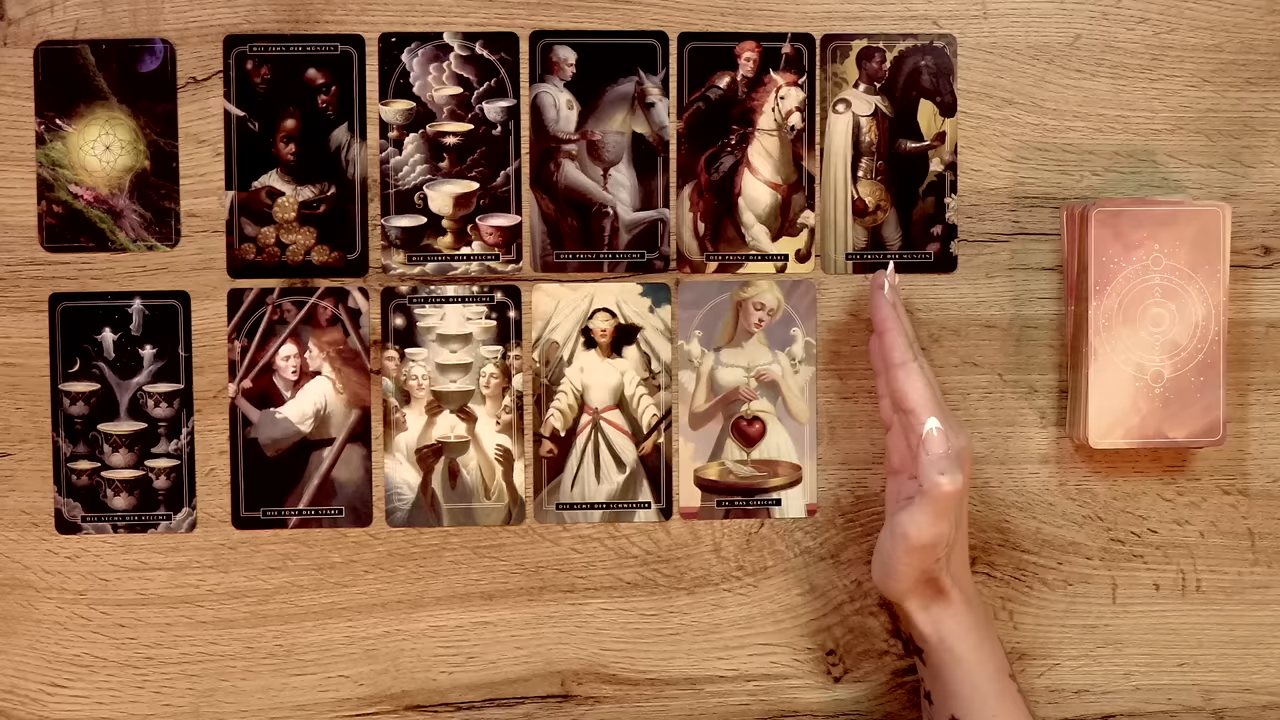 DIE ZEHN DER MÜNZEN
DIE SIEBEN DER KELCHE
DER PRINZ DER KELCHE
DER PRINZ DER STÄBE
DER PRINZ DER MÜNZEN
DIE SECHS DER KELCHE
DIE FÜNF DER STÄBE
DIE ZEHN DER KELCHE
DIE ACHT DER SCHWERTER
DAS GERICHT